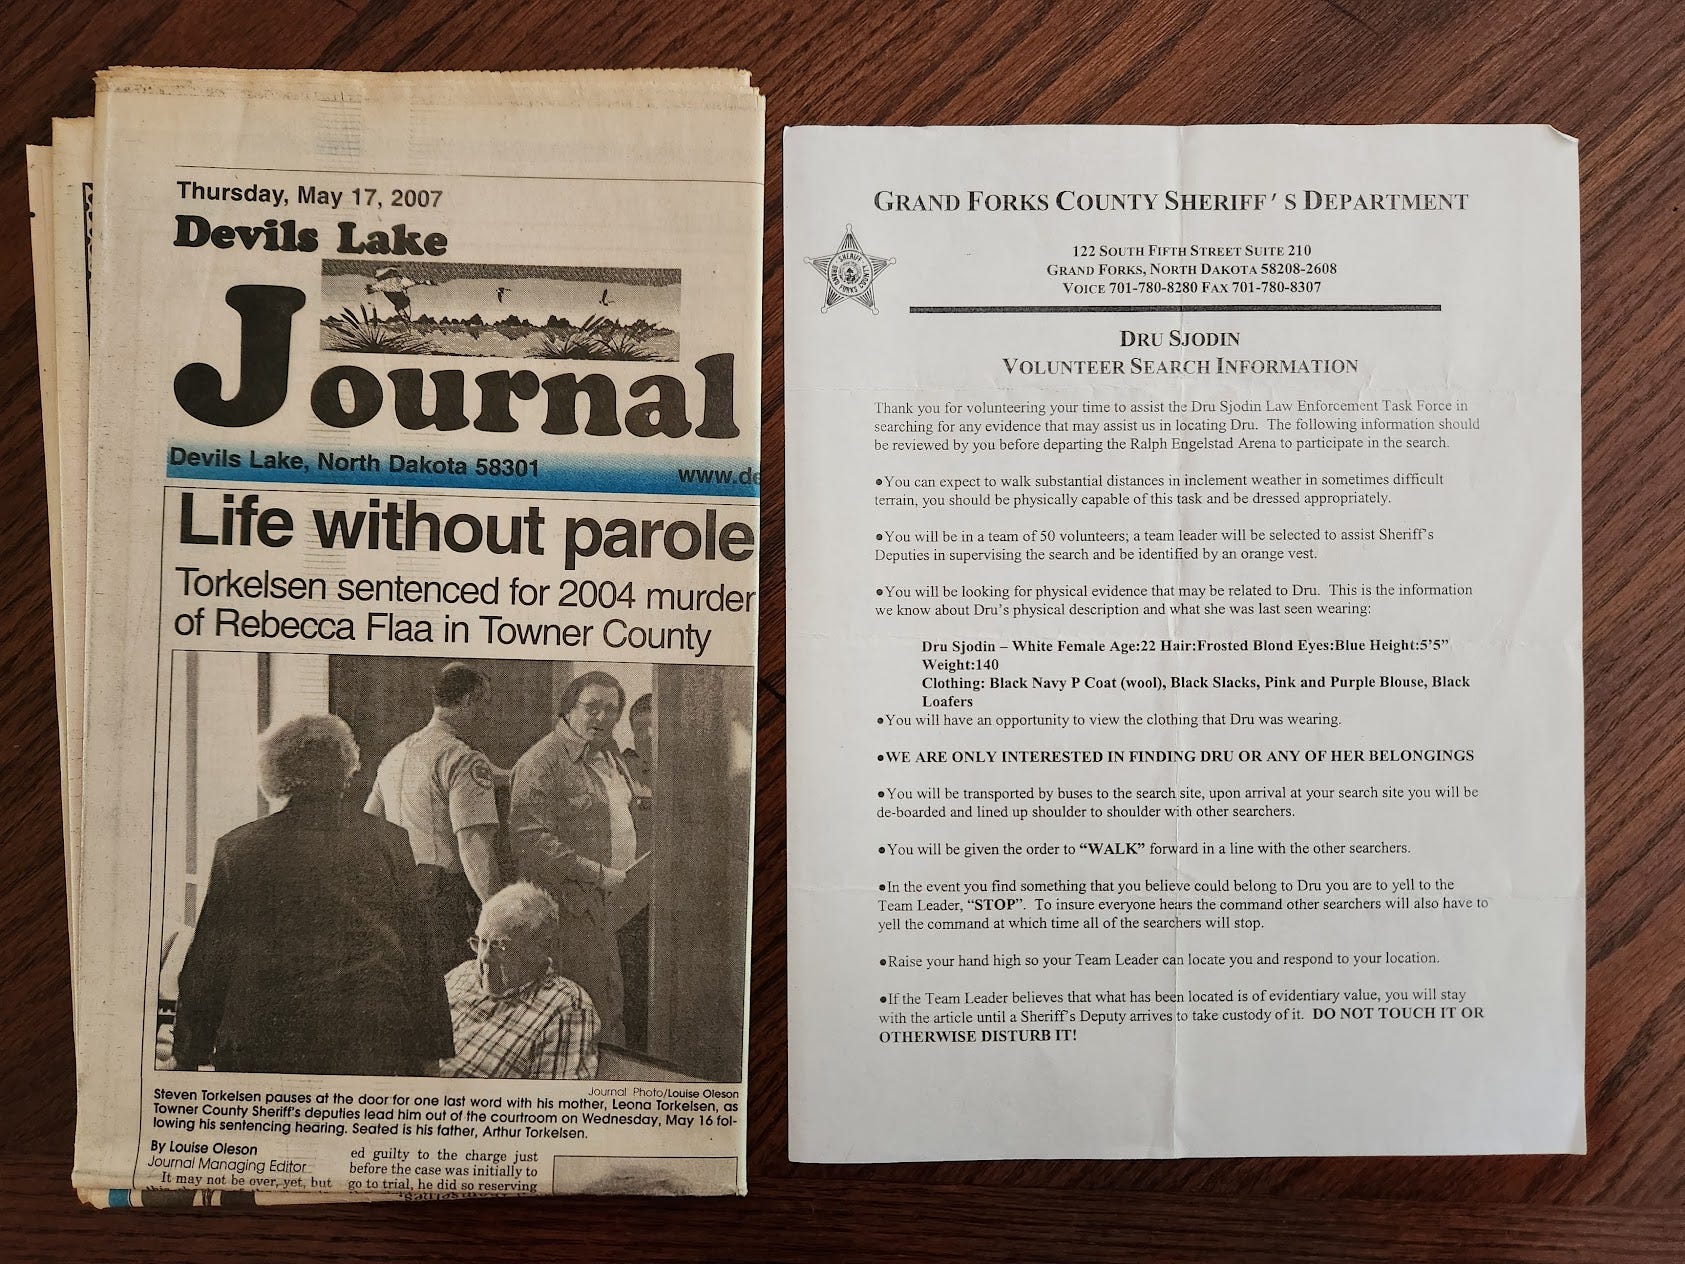 Thursday, May 17, 2007
Devils Lake
Journal
Devils Lake, North Dakota 58301 www.de
Life without parole
Torkelsen sentenced for 2004 murder
of Rebecca Flaa in Towner County
Journal Photo/Louise Oleson
Steven Torkelsen pauses at the door for one last word with his mother, Leona Torkelsen, as
Towner County Sheriff's deputies lead him out of the courtroom on Wednesday, May 16 fol-
lowing his sentencing hearing. Seated is his father, Arthur Torkelsen.
By Louise Oleson
Journal Managing Editor
It may not be over, yet, but
ed guilty to the charge just
before the case was initially to
go to trial, he did so reserving
GRAND FORKS COUNTY SHERIFF'S DEPARTMENT
SHERIFF
GRAND FORKS COUNTY
122 SOUTH FIFTH STREET SUITE 210
GRAND FORKS, NORTH DAKOTA 58208-2608
VOICE 701-780-8280 FAX 701-780-8307
DRU SJODIN
VOLUNTEER SEARCH INFORMATION
Thank you for volunteering your time to assist the Dru Sjodin Law Enforcement Task Force in
searching for any evidence that may assist us in locating Dru. The following information should
be reviewed by you before departing the Ralph Engelstad Arena to participate in the search.
•You can expect to walk substantial distances in inclement weather in sometimes difficult
terrain, you should be physically capable of this task and be dressed appropriately.
•You will be in a team of 50 volunteers; a team leader will be selected to assist Sheriff's
Deputies in supervising the search and be identified by an orange vest.
•You will be looking for physical evidence that may be related to Dru. This is the information
we know about Dru's physical description and what she was last seen wearing:
Dru Sjodin – White Female Age:22 Hair:Frosted Blond Eyes:Blue Height:5'5"
Weight:140
Clothing: Black Navy P Coat (wool), Black Slacks, Pink and Purple Blouse, Black
Loafers
•You will have an opportunity to view the clothing that Dru was wearing.
•WE ARE ONLY INTERESTED IN FINDING DRU OR ANY OF HER BELONGINGS
•You will be transported by buses to the search site, upon arrival at your search site you will be
de-boarded and lined up shoulder to shoulder with other searchers.
•You will be given the order to "WALK" forward in a line with the other searchers.
•In the event you find something that you believe could belong to Dru you are to yell to the
Team Leader, "STOP". To insure everyone hears the command other searchers will also have to
yell the command at which time all of the searchers will stop.
•Raise your hand high so your Team Leader can locate you and respond to your location.
•If the Team Leader believes that what has been located is of evidentiary value, you will stay
with the article until a Sheriff's Deputy arrives to take custody of it. DO NOT TOUCH IT OR
OTHERWISE DISTURB IT!